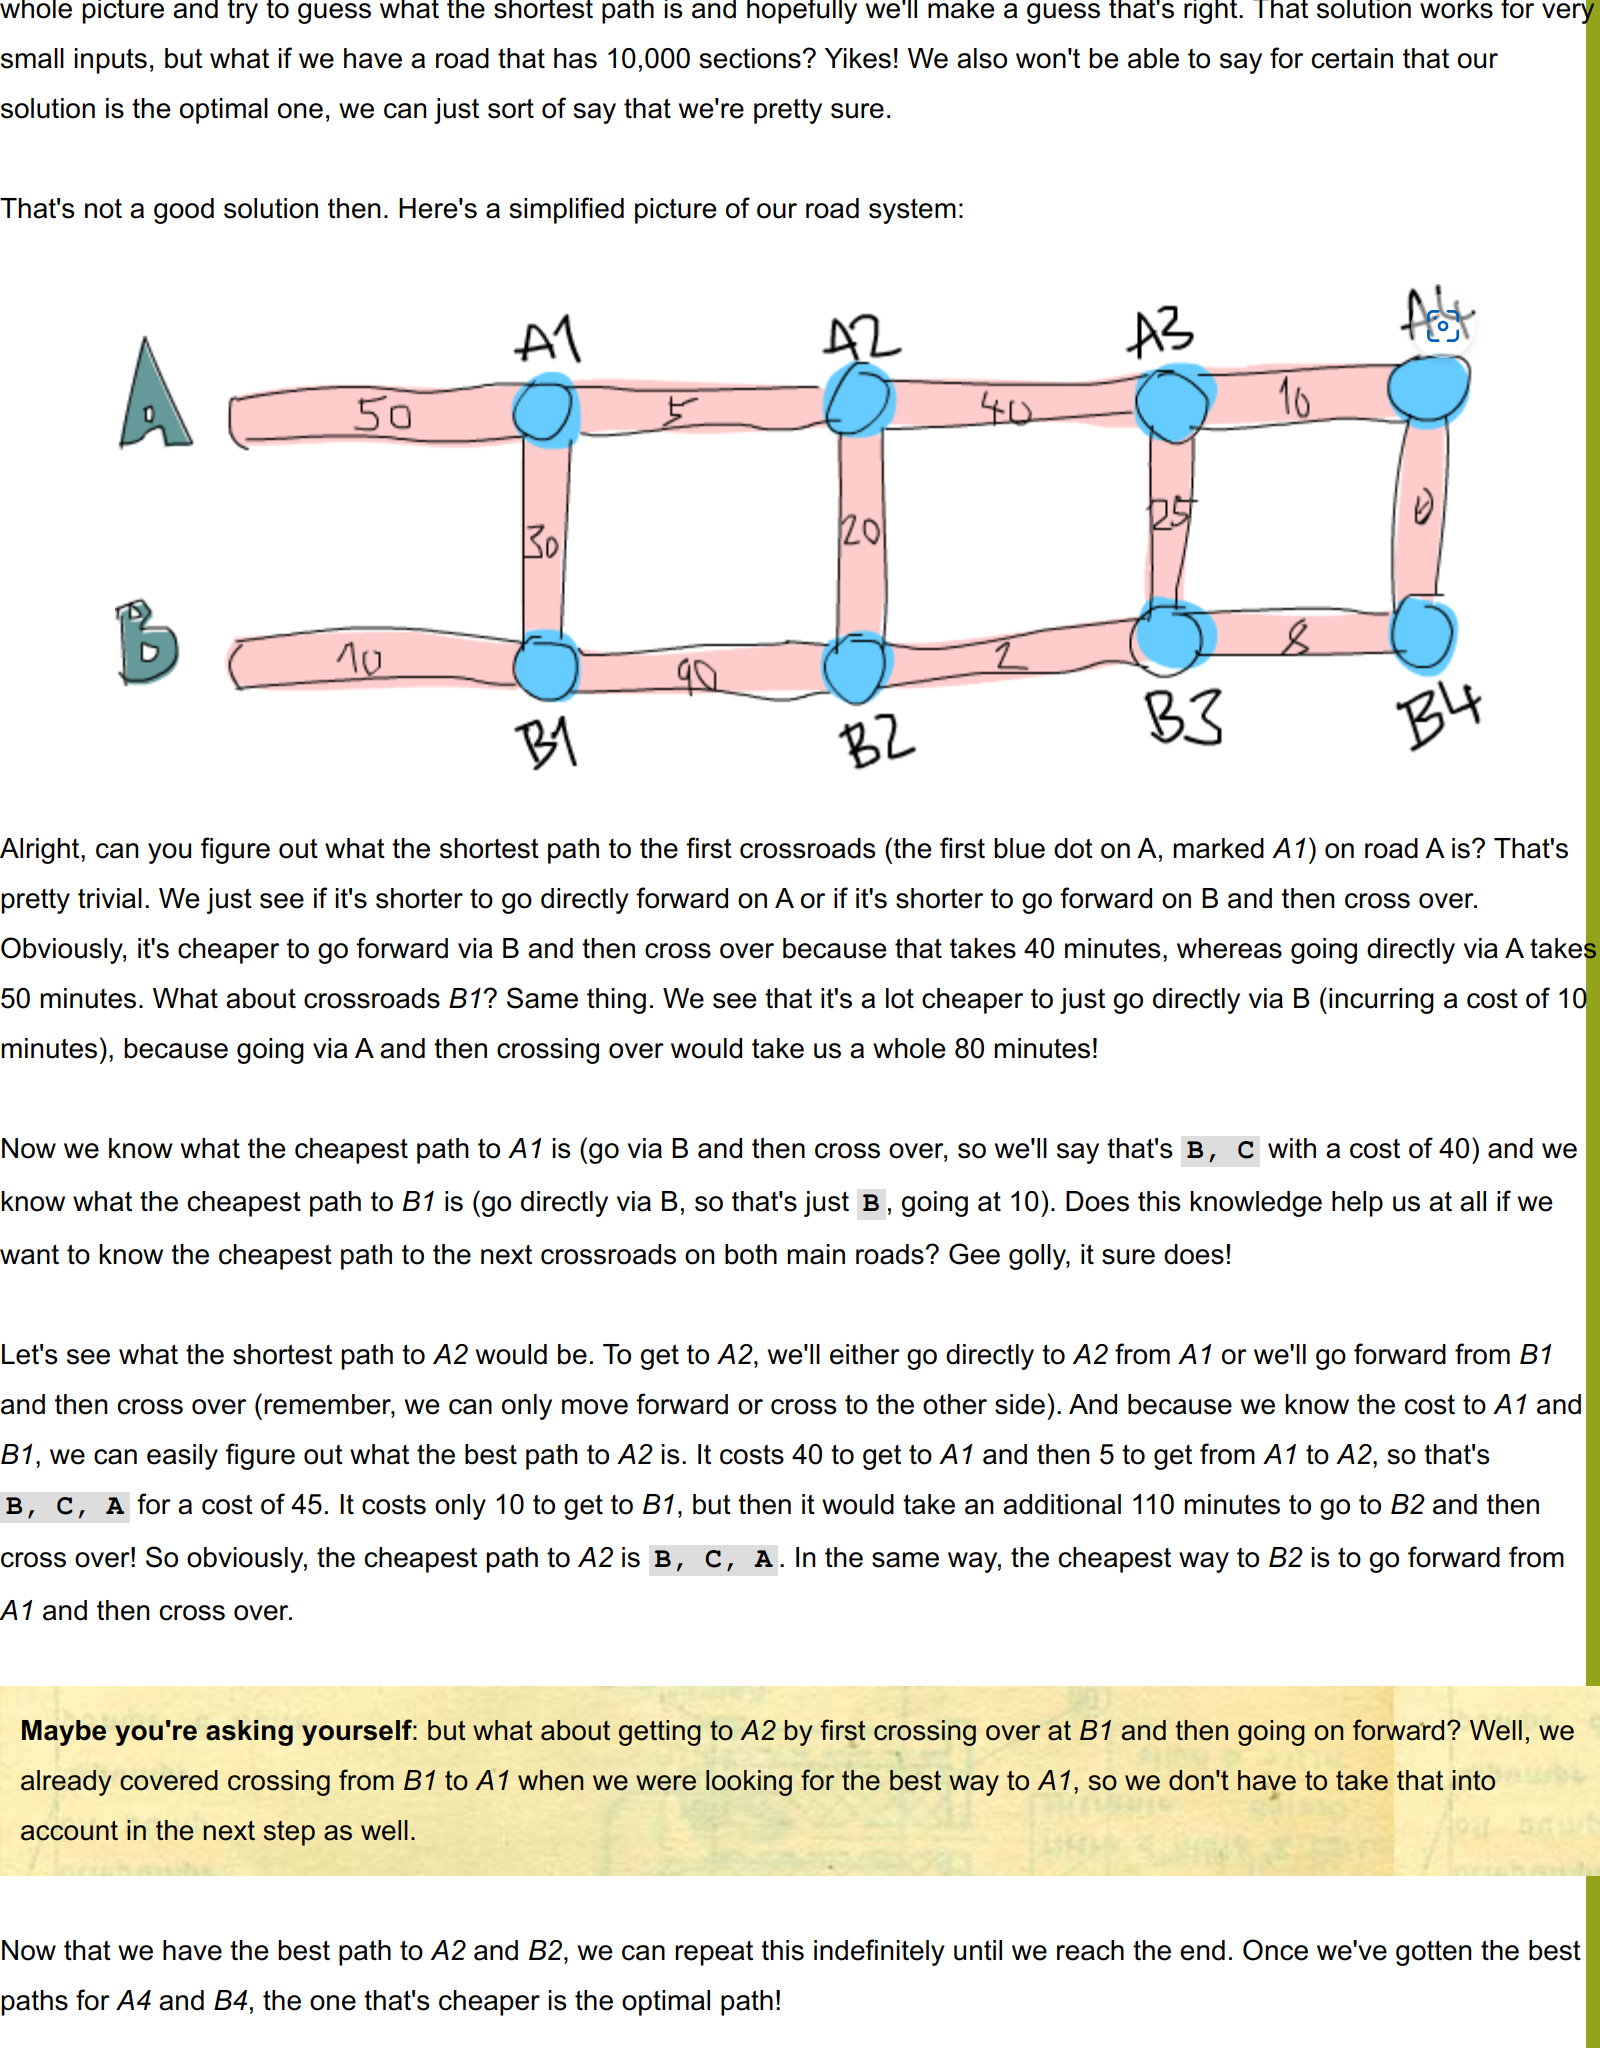 whole picture and try to guess what the shortest path is and hopefully we'll make a guess that's right. That solution works for very
small inputs, but what if we have a road that has 10,000 sections? Yikes! We also won't be able to say for certain that our
solution is the optimal one, we can just sort of say that we're pretty sure.
That's not a good solution then. Here's a simplified picture of our road system:
A1 A2 A3 A4
A 50 5 40 10
30 20 25 0
B 10 90 2 8
B1 B2 B3 B4
Alright, can you figure out what the shortest path to the first crossroads (the first blue dot on A, marked A1) on road A is? That's
pretty trivial. We just see if it's shorter to go directly forward on A or if it's shorter to go forward on B and then cross over.
Obviously, it's cheaper to go forward via B and then cross over because that takes 40 minutes, whereas going directly via A takes
50 minutes. What about crossroads B1? Same thing. We see that it's a lot cheaper to just go directly via B (incurring a cost of 10
minutes), because going via A and then crossing over would take us a whole 80 minutes!
Now we know what the cheapest path to A1 is (go via B and then cross over, so we'll say that's B, C with a cost of 40) and we
know what the cheapest path to B1 is (go directly via B, so that's just B, going at 10). Does this knowledge help us at all if we
want to know the cheapest path to the next crossroads on both main roads? Gee golly, it sure does!
Let's see what the shortest path to A2 would be. To get to A2, we'll either go directly to A2 from A1 or we'll go forward from B1
and then cross over (remember, we can only move forward or cross to the other side). And because we know the cost to A1 and
B1, we can easily figure out what the best path to A2 is. It costs 40 to get to A1 and then 5 to get from A1 to A2, so that's
B, C, A for a cost of 45. It costs only 10 to get to B1, but then it would take an additional 110 minutes to go to B2 and then
cross over! So obviously, the cheapest path to A2 is B, C, A. In the same way, the cheapest way to B2 is to go forward from
A1 and then cross over.
Maybe you're asking yourself: but what about getting to A2 by first crossing over at B1 and then going on forward? Well, we
already covered crossing from B1 to A1 when we were looking for the best way to A1, so we don't have to take that into
account in the next step as well.
Now that we have the best path to A2 and B2, we can repeat this indefinitely until we reach the end. Once we've gotten the best
paths for A4 and B4, the one that's cheaper is the optimal path!